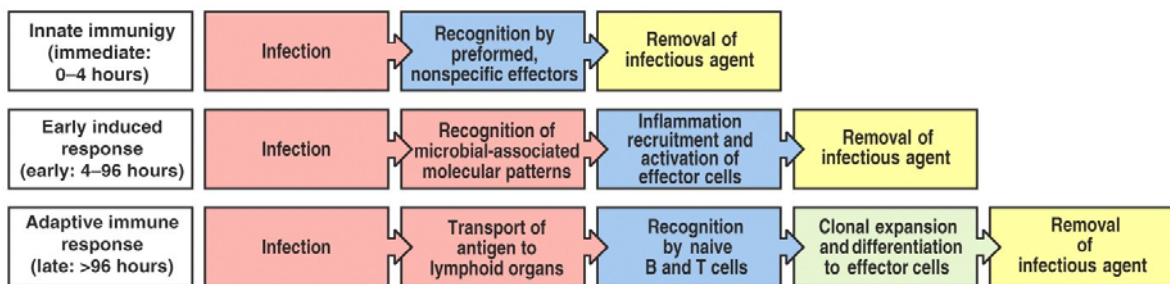 Innate immunigy
(immediate:
0–4 hours)
Infection
Recognition by
preformed,
nonspecific effectors
Removal of
infectious agent
Early induced
response
(early: 4–96 hours)
Infection
Recognition of
microbial-associated
molecular patterns
Inflammation
recruitment and
activation of
effector cells
Removal of
infectious agent
Adaptive immune
response
(late: >96 hours)
Infection
Transport of
antigen to
lymphoid organs
Recognition
by naive
B and T cells
Clonal expansion
and differentiation
to effector cells
Removal
of
infectious agent